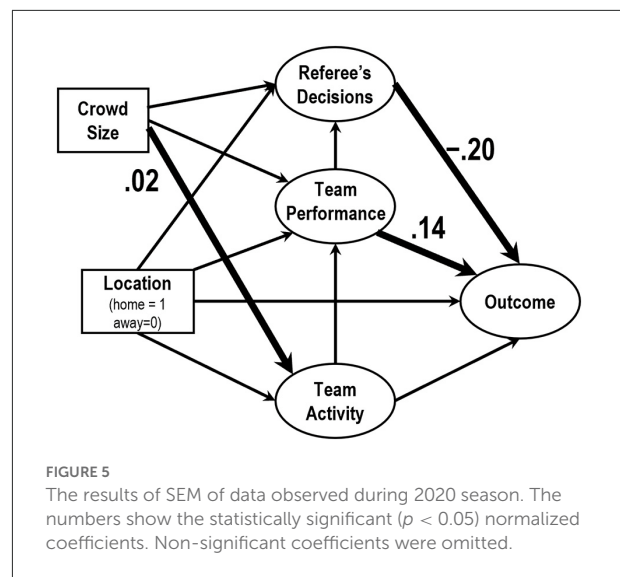 Referee's
Decisions
Crowd
Size
−.20
.02
Team
Performance
.14
Location
(home = 1
away=0)
Outcome
Team
Activity
FIGURE 5
The results of SEM of data observed during 2020 season. The
numbers show the statistically significant (p < 0.05) normalized
coefficients. Non-significant coefficients were omitted.